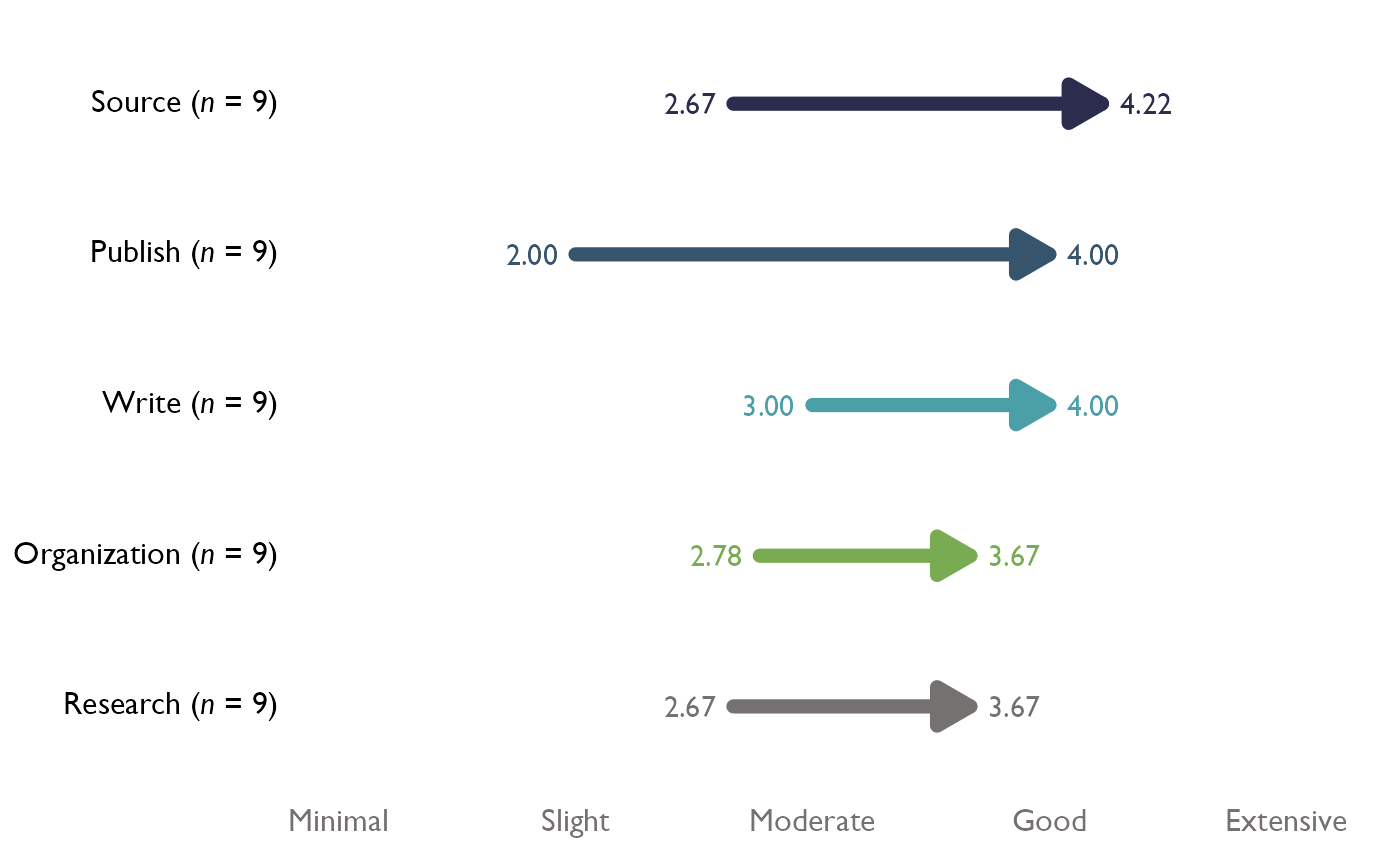 Source (n = 9) 2.67 4.22
Publish (n = 9) 2.00 4.00
Write (n = 9) 3.00 4.00
Organization (n = 9) 2.78 3.67
Research (n = 9) 2.67 3.67
Minimal Slight Moderate Good Extensive